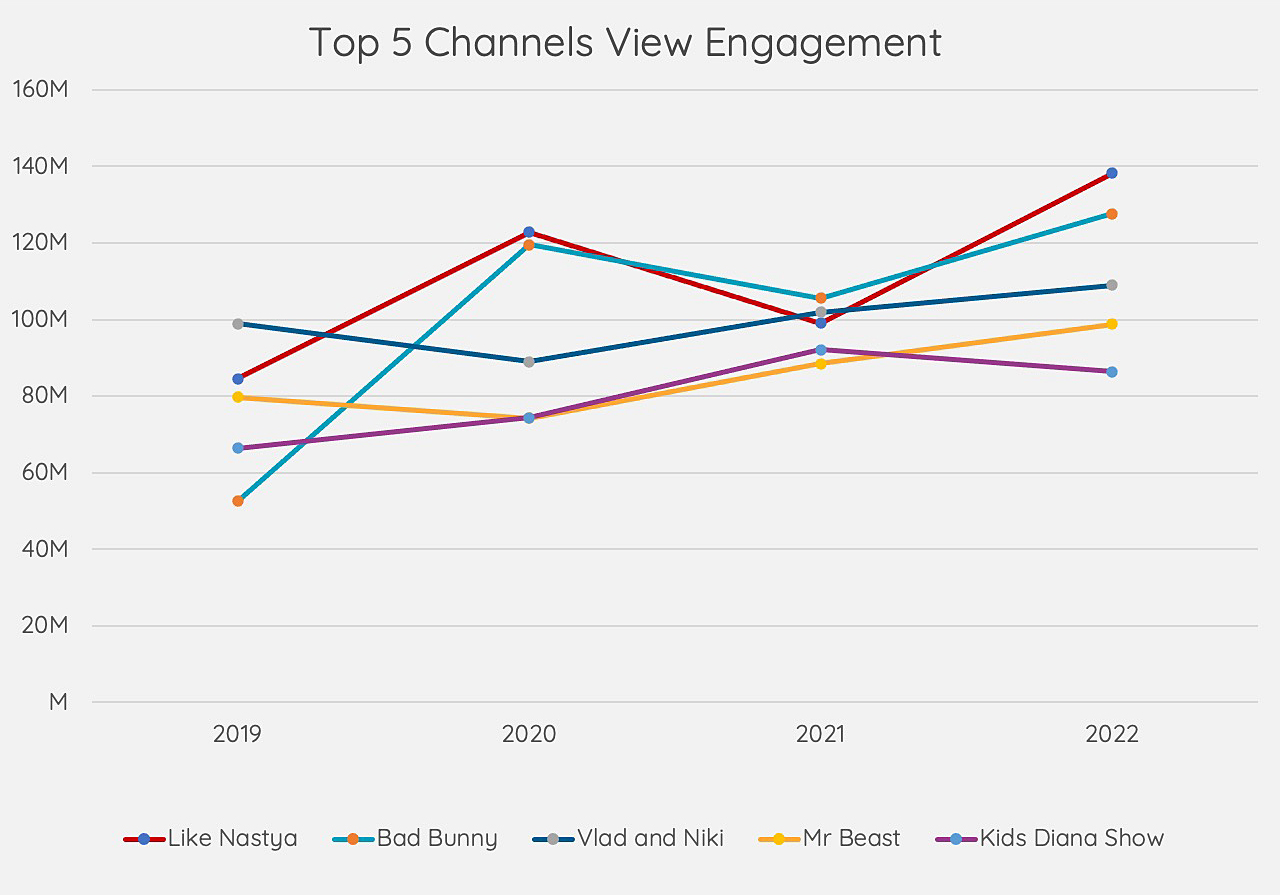 Top 5 Channels View Engagement
160M
140M
120M
100M
80M
60M
40M
20M
M
2019 2020 2021 2022
Like Nastya Bad Bunny Vlad and Niki Mr Beast Kids Diana Show